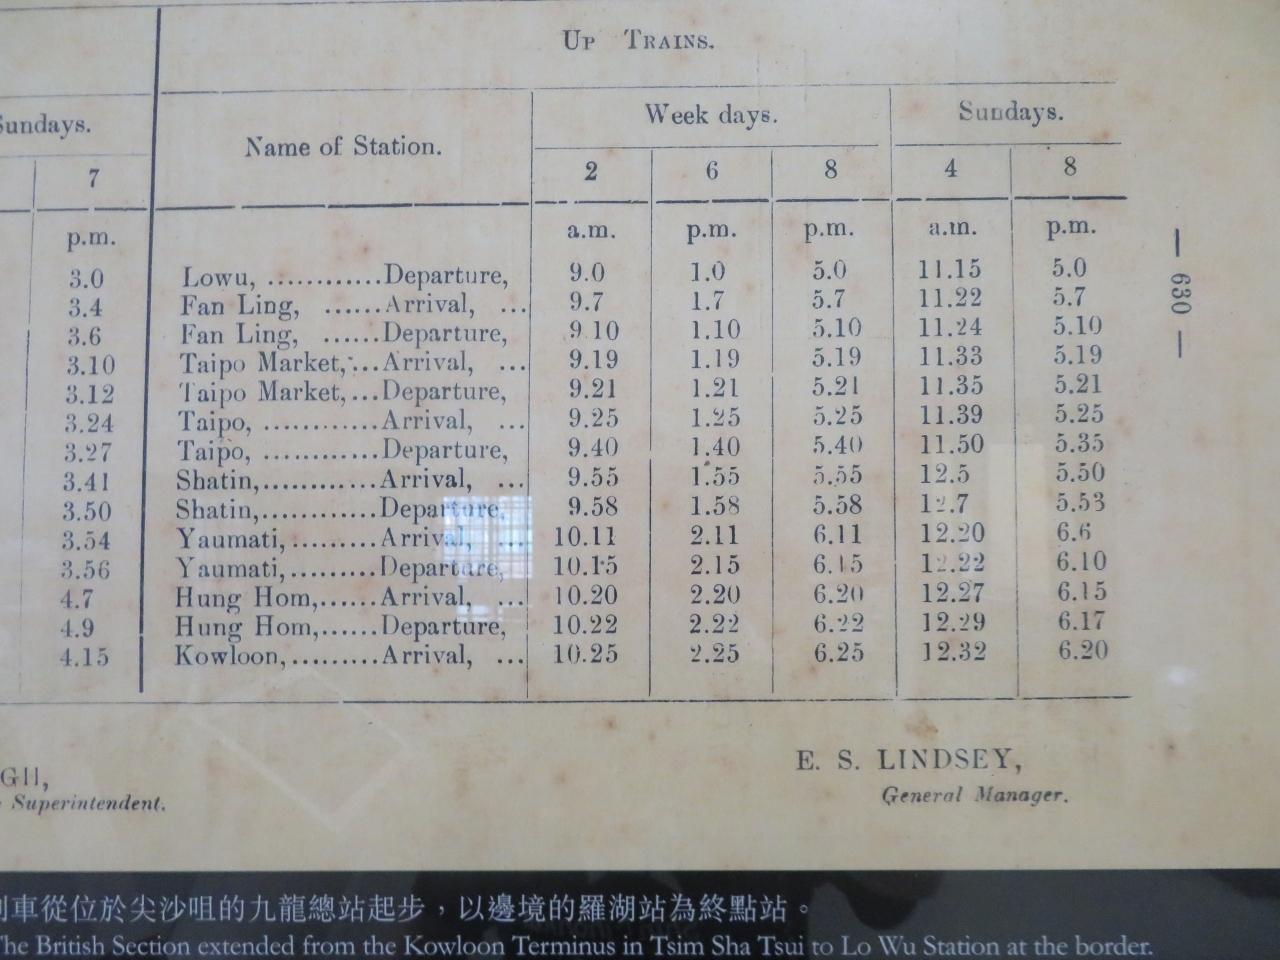 UP TRAINS.
Sundays. Name of Station. Week days. Sundays.
7 2 6 8 4 8
p.m. a.m. p.m. p.m. a.m. p.m.
3.0 Lowu, ............Departure, 9.0 1.0 5.0 11.15 5.0
3.4 Fan Ling, ......Arrival, ... 9.7 1.7 5.7 11.22 5.7
3.6 Fan Ling, ......Departure, 9.10 1.10 5.10 11.24 5.10
3.10 Taipo Market,...Arrival, ... 9.19 1.19 5.19 11.33 5.19
3.12 Taipo Market,...Departure, 9.21 1.21 5.21 11.35 5.21
3.24 Taipo, ............Arrival, ... 9.25 1.25 5.25 11.39 5.25
3.27 Taipo, ............Departure, 9.40 1.40 5.40 11.50 5.35
3.41 Shatin,............Arrival, ... 9.55 1.55 5.55 12.5 5.50
3.50 Shatin,............Departure, 9.58 1.58 5.58 12.7 5.53
3.54 Yaumati,.........Arrival, ... 10.11 2.11 6.11 12.20 6.6
3.56 Yaumati,.........Departure, 10.15 2.15 6.15 12.22 6.10
4.7 Hung Hom,......Arrival, ... 10.20 2.20 6.20 12.27 6.15
4.9 Hung Hom,......Departure, 10.22 2.22 6.22 12.29 6.17
4.15 Kowloon,.........Arrival, ... 10.25 2.25 6.25 12.32 6.20
— 630 —
E. S. LINDSEY,
General Manager.
GH,
Superintendent.
車從位於尖沙咀的九龍總站起步，以邊境的羅湖站為終點站。
The British Section extended from the Kowloon Terminus in Tsim Sha Tsui to Lo Wu Station at the border.